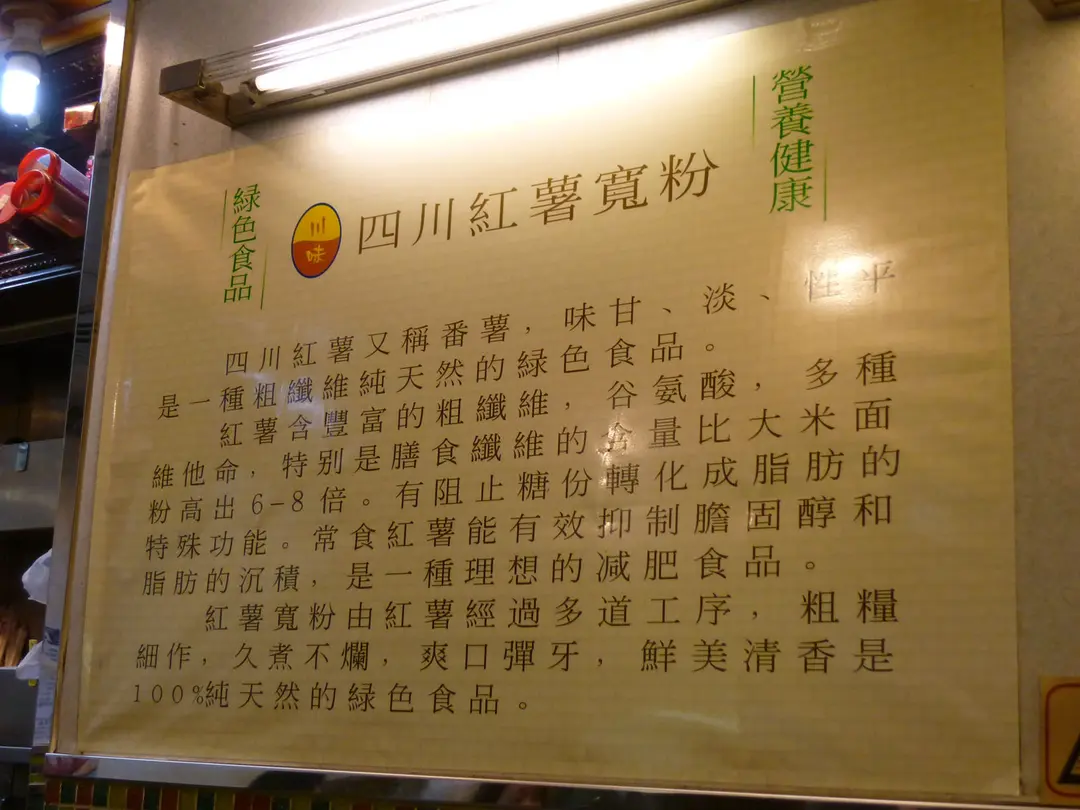 綠色食品
川
味
四川紅薯寬粉
營養健康
四川紅薯又稱番薯，味甘、淡、性平
是一種粗纖維純天然的綠色食品。
紅薯含豐富的粗纖維，谷氨酸，多種
維他命，特别是膳食纖維的含量比大米面
粉高出6-8倍。有阻止糖份轉化成脂肪的
特殊功能。常食紅薯能有效抑制膽固醇和
脂肪的沉積，是一種理想的减肥食品。
紅薯寬粉由紅薯經過多道工序，粗糧
細作，久煮不爛，爽口彈牙，鮮美清香是
100%純天然的綠色食品。